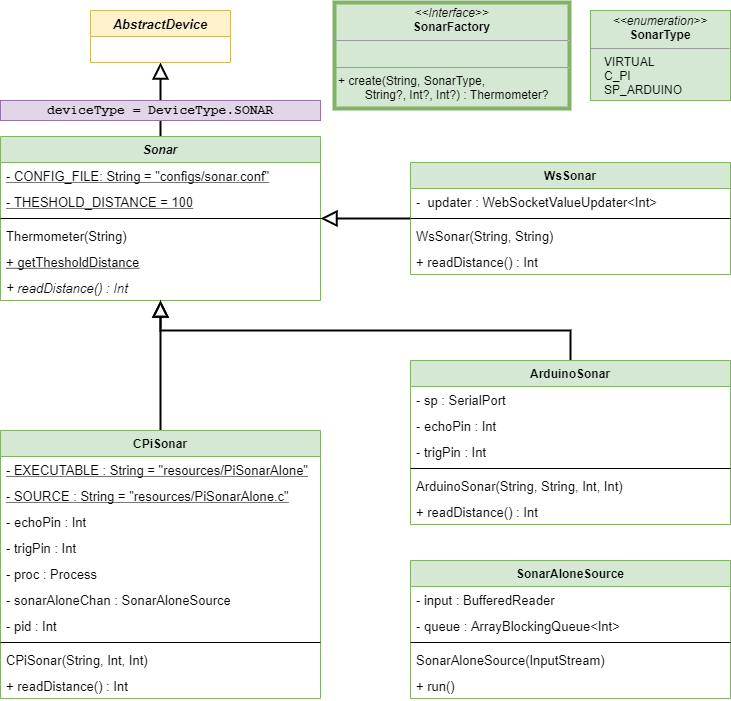 AbstractDevice
deviceType = DeviceType.SONAR
<<Interface>>
SonarFactory
+ create(String, SonarType,
String?, Int?, Int?) : Thermometer?
<<enumeration>>
SonarType
VIRTUAL
C_PI
SP_ARDUINO
Sonar
- CONFIG_FILE: String = "configs/sonar.conf"
- THESHOLD_DISTANCE = 100
Thermometer(String)
+ getThesholdDistance
+ readDistance() : Int
WsSonar
- updater : WebSocketValueUpdater<Int>
WsSonar(String, String)
+ readDistance() : Int
ArduinoSonar
- sp : SerialPort
- echoPin : Int
- trigPin : Int
ArduinoSonar(String, String, Int, Int)
+ readDistance() : Int
CPiSonar
- EXECUTABLE : String = "resources/PiSonarAlone"
- SOURCE : String = "resources/PiSonarAlone.c"
- echoPin : Int
- trigPin : Int
- proc : Process
- sonarAloneChan : SonarAloneSource
- pid : Int
CPiSonar(String, Int, Int)
+ readDistance() : Int
SonarAloneSource
- input : BufferedReader
- queue : ArrayBlockingQueue<Int>
SonarAloneSource(InputStream)
+ run()